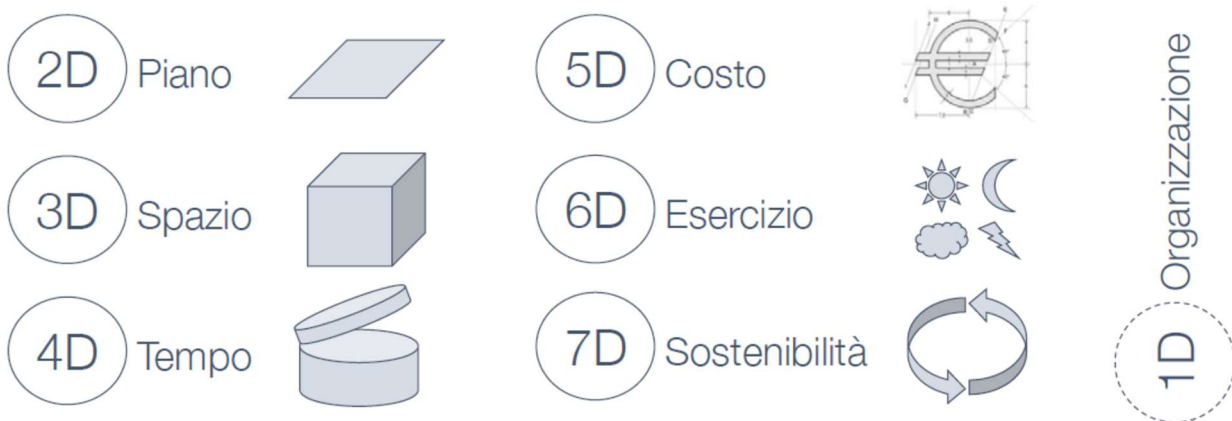 2D Piano
3D Spazio
4D Tempo
5D Costo
6D Esercizio
7D Sostenibilità
1D Organizzazione